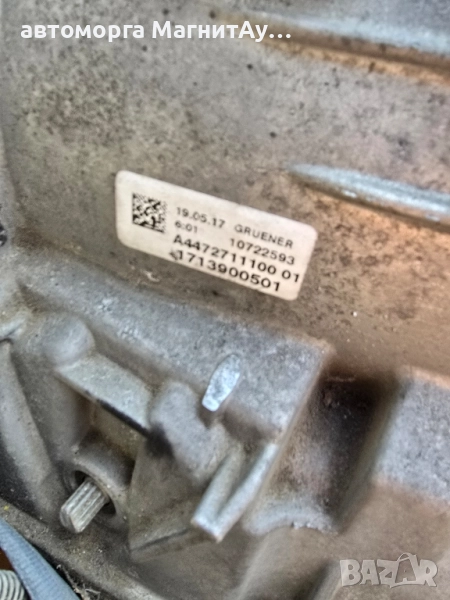 автоморга МагнитАу...
19.05.17 GRUENER
6:01 10722593
A4472711100 01
1713900501
BAZAR